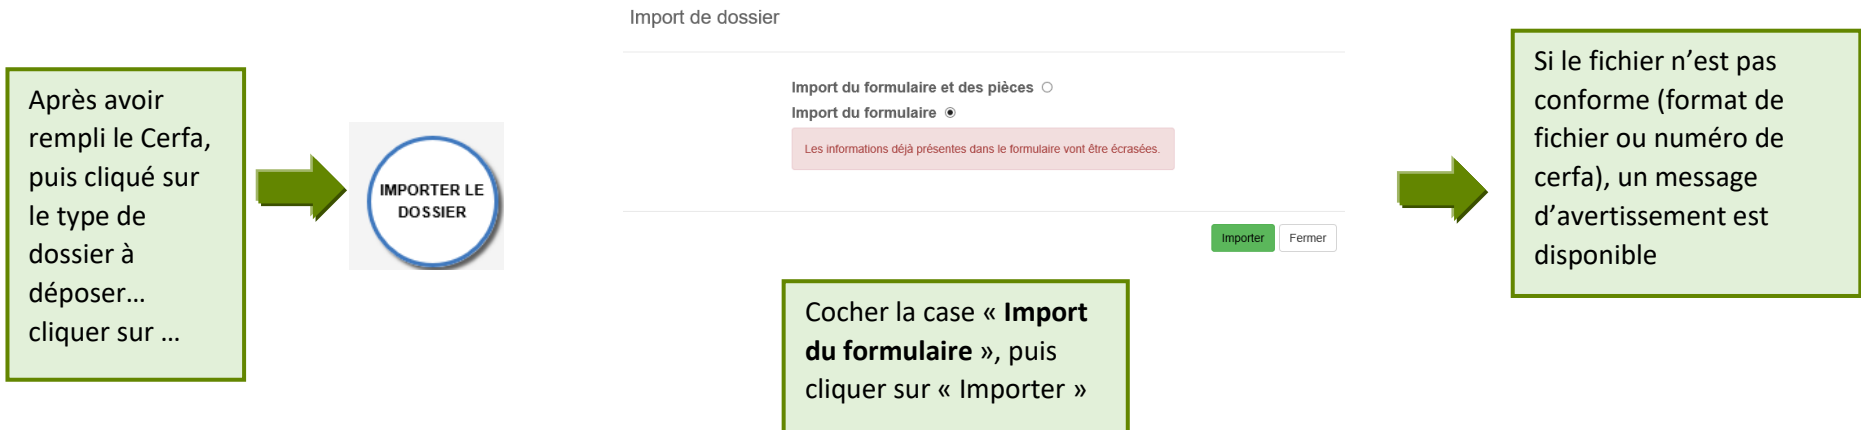 Après avoir
rempli le Cerfa,
puis cliqué sur
le type de
dossier à
déposer…
cliquer sur …
IMPORTER LE
DOSSIER
Import de dossier
Import du formulaire et des pièces
Import du formulaire
Les informations déjà présentes dans le formulaire vont être écrasées.
Importer Fermer
Cocher la case « Import
du formulaire », puis
cliquer sur « Importer »
Si le fichier n’est pas
conforme (format de
fichier ou numéro de
cerfa), un message
d’avertissement est
disponible